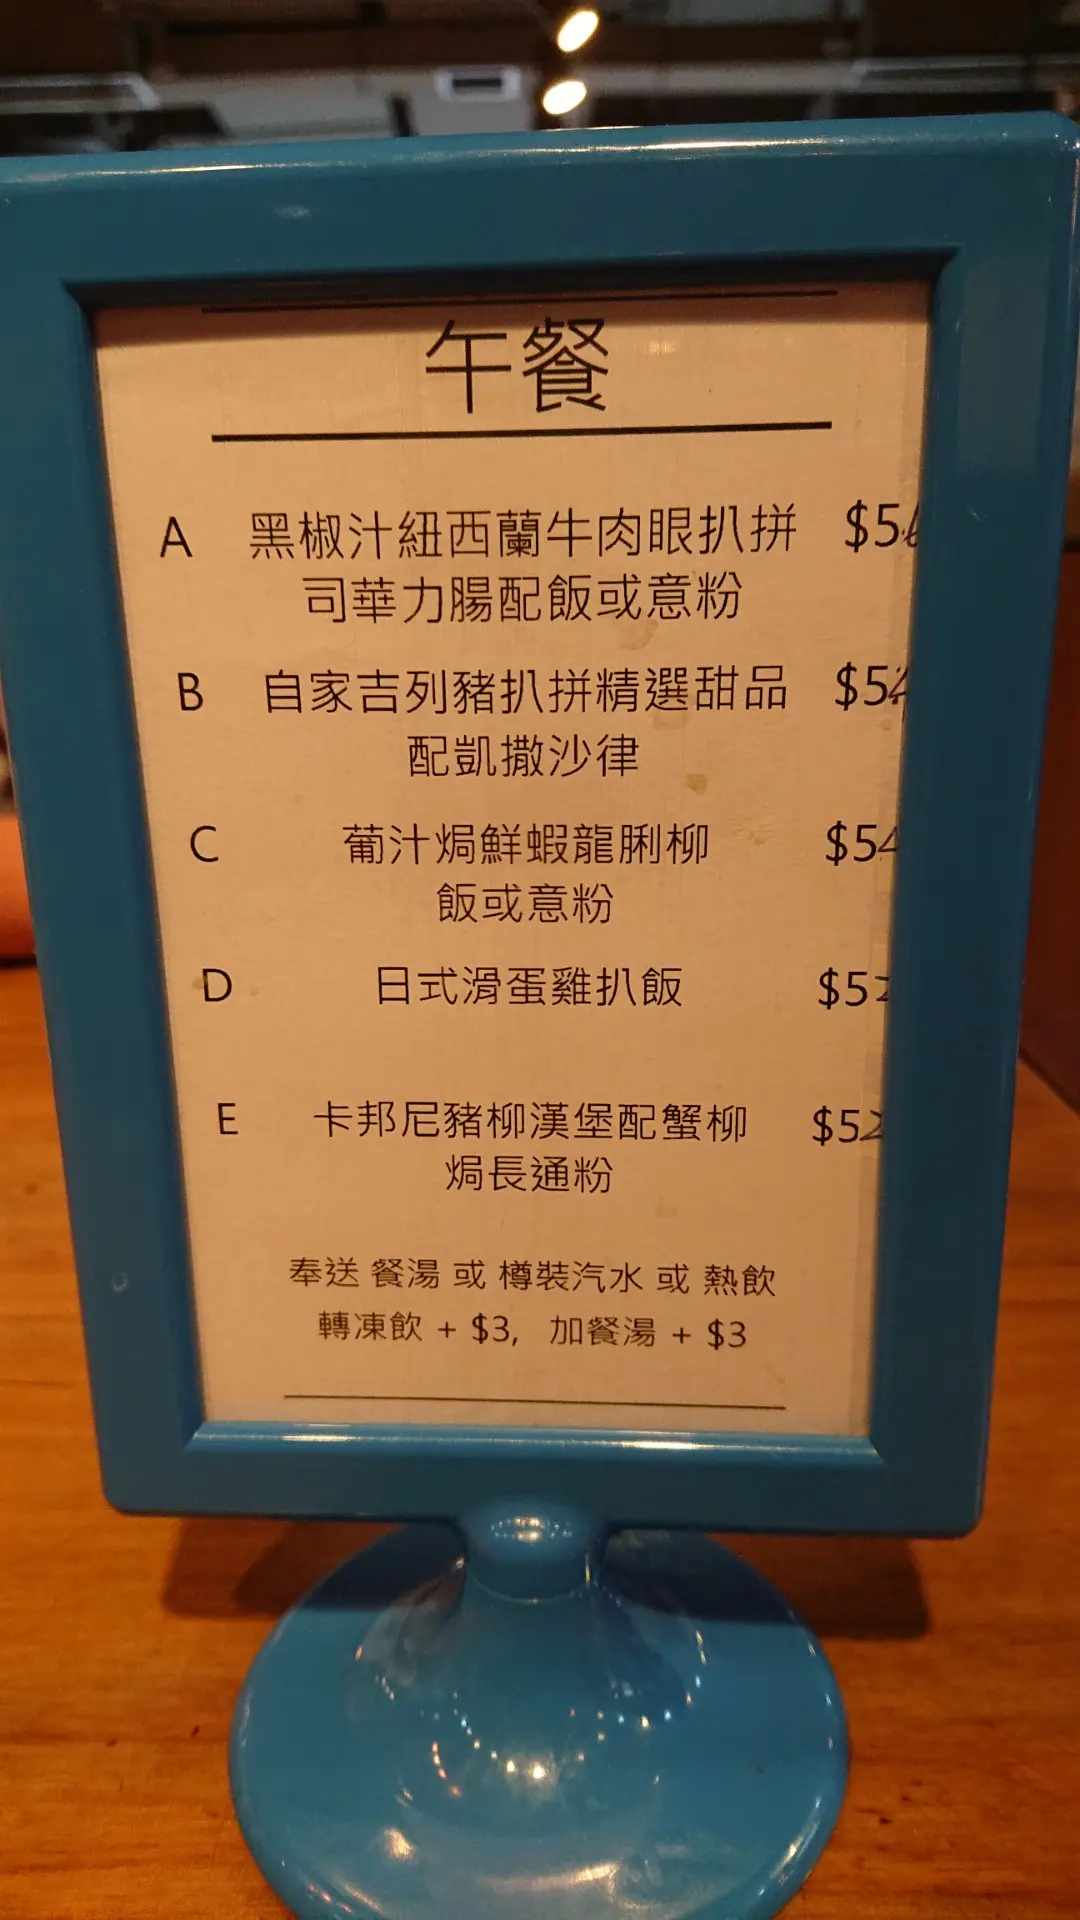 午餐
A 黑椒汁紐西蘭牛肉眼扒拼 $5
司華力腸配飯或意粉
B 自家吉列豬扒拼精選甜品 $54
配凱撒沙律
C 葡汁焗鮮蝦龍脷柳 $54
飯或意粉
D 日式滑蛋雞扒飯 $52
E 卡邦尼豬柳漢堡配蟹柳 $52
焗長通粉
奉送 餐湯 或 樽裝汽水 或 熱飲
轉凍飲 + $3, 加餐湯 + $3